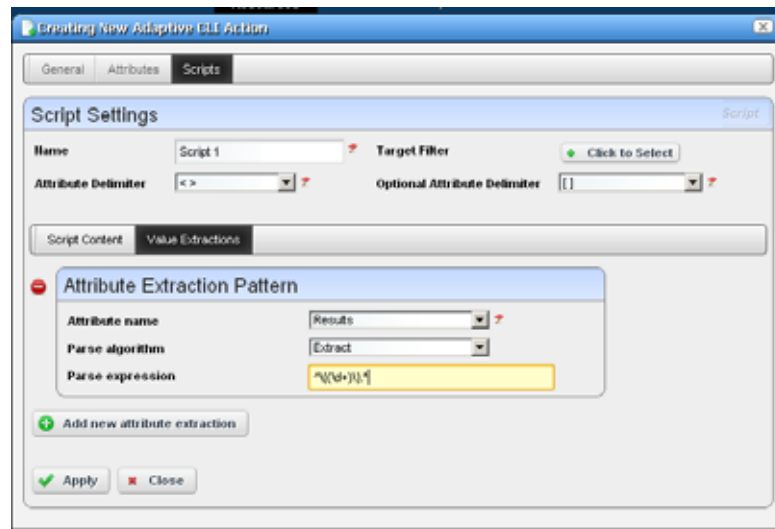 Creating New Adaptive CLI Action
General Attributes Scripts
Script Settings Script
Name Script 1 Target Filter Click to Select
Attribute Delimiter < > Optional Attribute Delimiter [ ]
Script Content Value Extractions
Attribute Extraction Pattern
Attribute name Results
Parse algorithm Extract
Parse expression
Add new attribute extraction
Apply Close